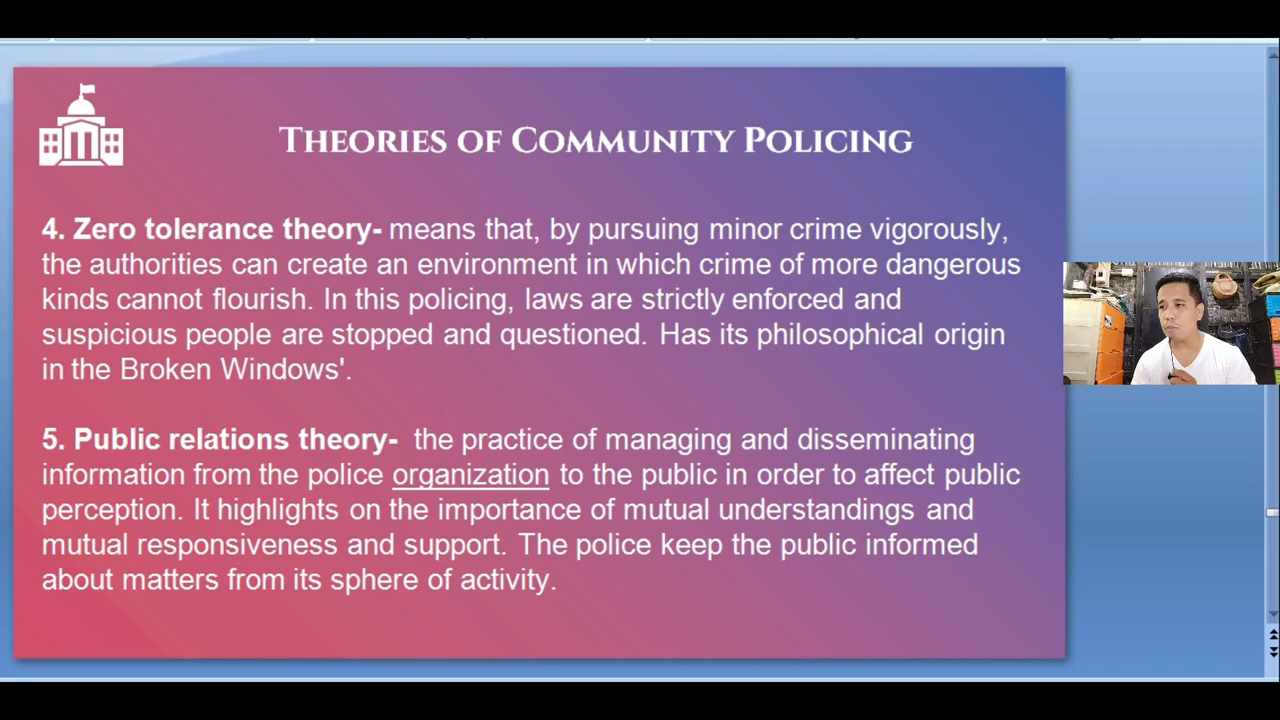 THEORIES OF COMMUNITY POLICING
4. Zero tolerance theory- means that, by pursuing minor crime vigorously,
the authorities can create an environment in which crime of more dangerous
kinds cannot flourish. In this policing, laws are strictly enforced and
suspicious people are stopped and questioned. Has its philosophical origin
in the Broken Windows'.
5. Public relations theory- the practice of managing and disseminating
information from the police organization to the public in order to affect public
perception. It highlights on the importance of mutual understandings and
mutual responsiveness and support. The police keep the public informed
about matters from its sphere of activity.